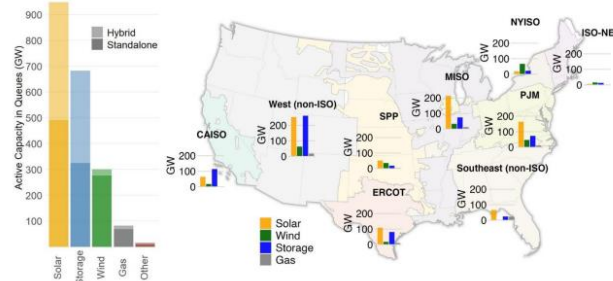 Active Capacity in Queues (GW)
900
800
700
600
500
400
300
200
100
Hybrid
Standalone
Solar
Storage
Wind
Gas
Other
NYISO
GW
200
100
0
ISO-NE
GW
200
100
0
MISO
GW
200
100
0
PJM
GW
200
100
0
West (non-ISO)
GW
200
100
0
SPP
GW
200
100
0
CAISO
GW
200
100
0
Southeast (non-ISO)
GW
200
100
0
ERCOT
GW
200
100
0
Solar
Wind
Storage
Gas